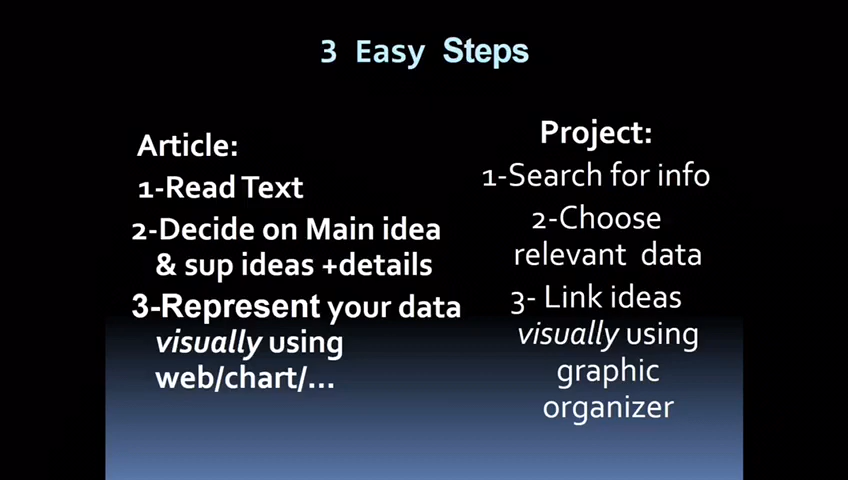 3 Easy Steps
Article:
1-Read Text
2-Decide on Main idea
& sup ideas +details
3-Represent your data
visually using
web/chart/...
Project:
1-Search for info
2-Choose
relevant data
3- Link ideas
visually using
graphic
organizer